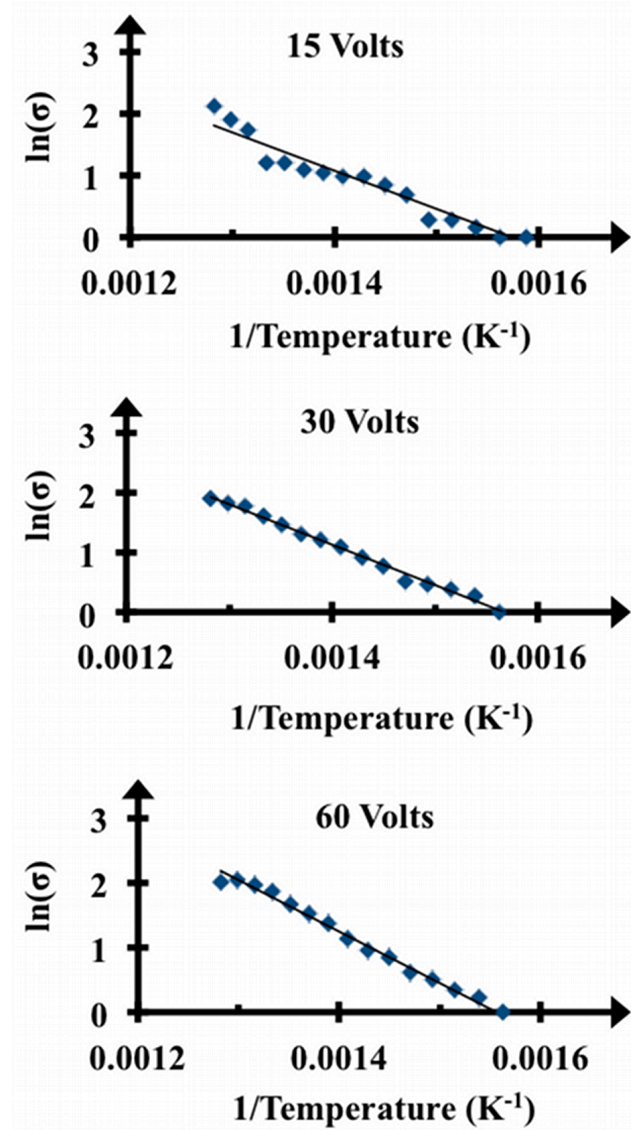 15 Volts
3
2
1
0
ln(σ)
0.0012 0.0014 0.0016
1/Temperature (K-1)
30 Volts
3
2
1
0
ln(σ)
0.0012 0.0014 0.0016
1/Temperature (K-1)
60 Volts
3
2
1
0
ln(σ)
0.0012 0.0014 0.0016
1/Temperature (K-1)